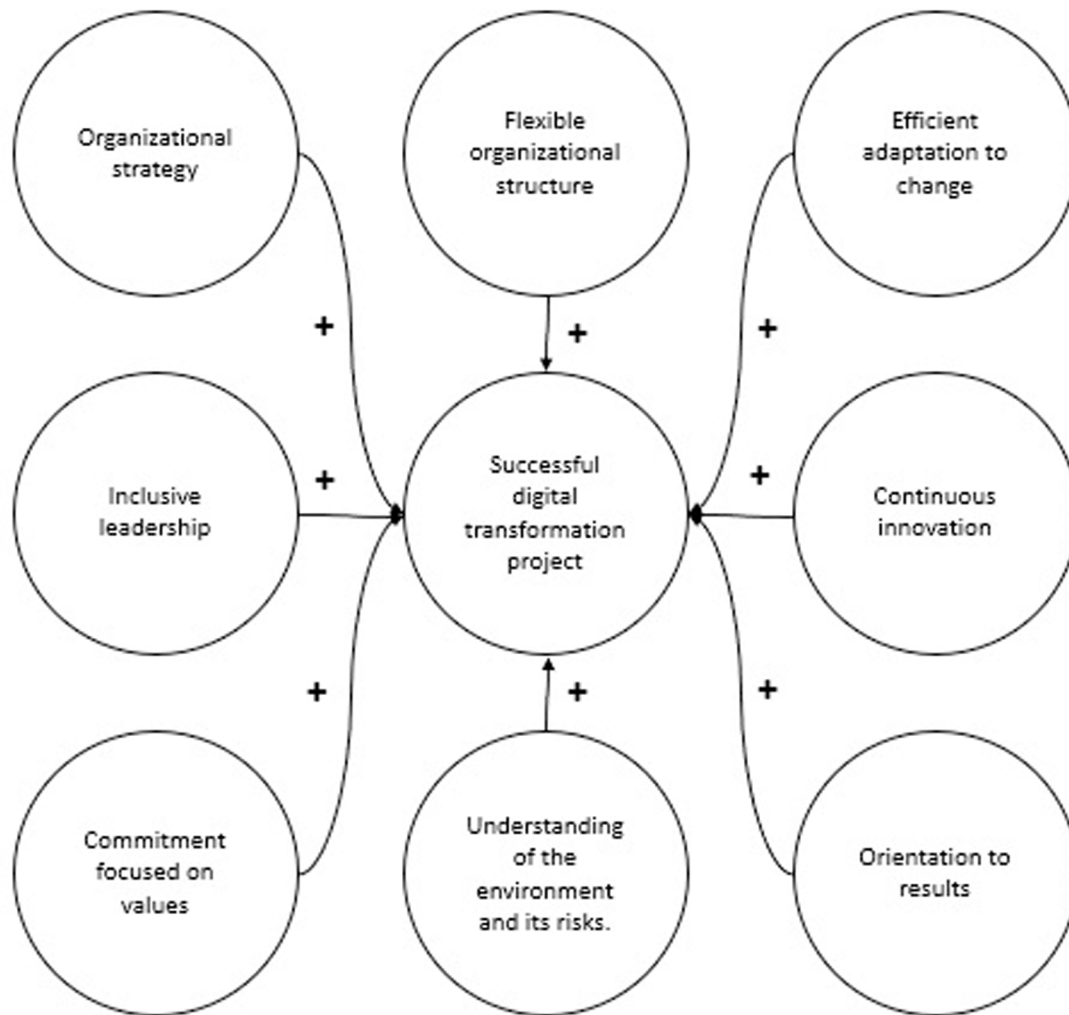 Organizational
strategy
Flexible
organizational
structure
Efficient
adaptation to
change
+
+
+
Inclusive
leadership
+
Successful
digital
transformation
project
+
Continuous
innovation
+
+
+
Commitment
focused on
values
Understanding
of the
environment
and its risks.
Orientation to
results